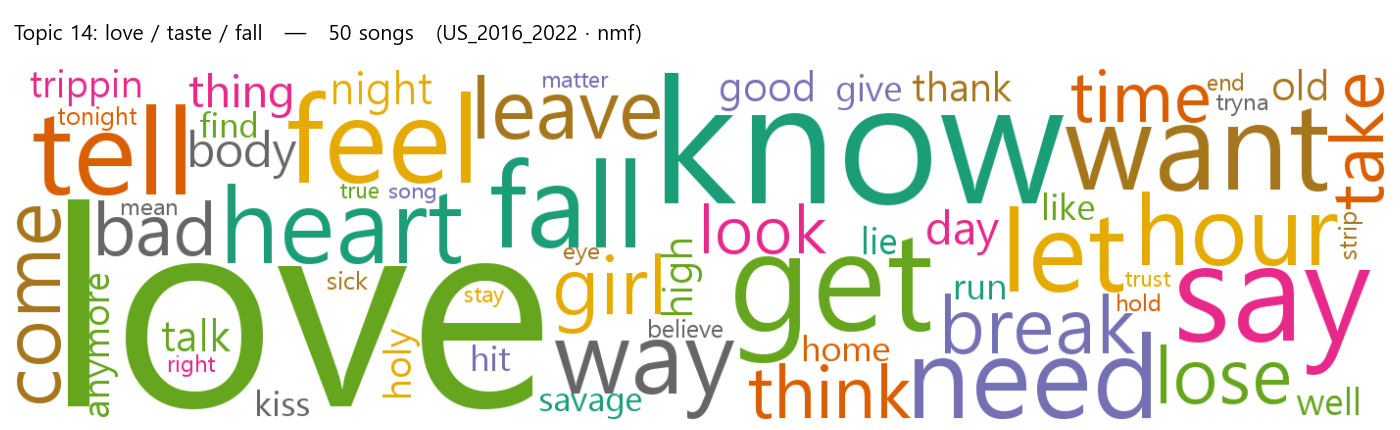 Topic 14: love / taste / fall — 50 songs (US_2016_2022 · nmf)
trippin thing night leave matter know good give thank time end tryna old take
tonight tell find body feel want
true song fall
come love bad mean heart look lie day like let hour strip
anymore sick stay eye girl high get run trust hold say
talk right holy hit believe way break
kiss savage home think need lose well